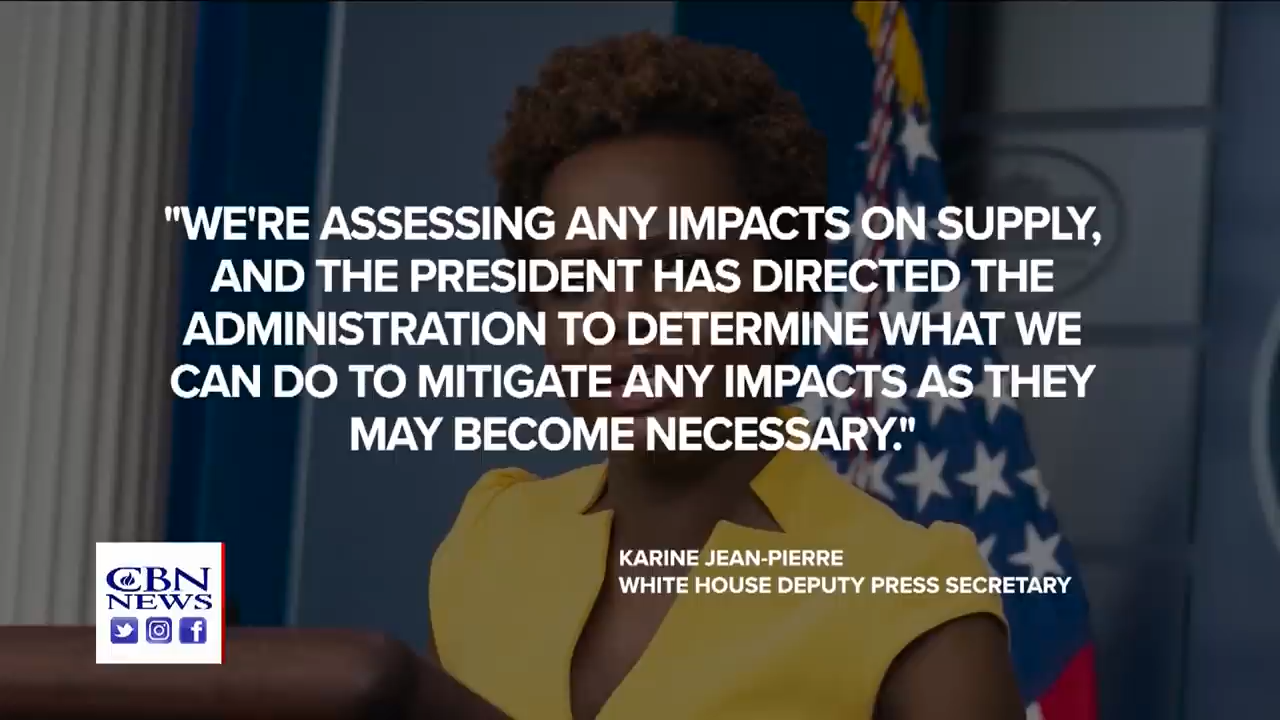 "WE'RE ASSESSING ANY IMPACTS ON SUPPLY,
AND THE PRESIDENT HAS DIRECTED THE
ADMINISTRATION TO DETERMINE WHAT WE
CAN DO TO MITIGATE ANY IMPACTS AS THEY
MAY BECOME NECESSARY."
KARINE JEAN-PIERRE
WHITE HOUSE DEPUTY PRESS SECRETARY
CBN
NEWS